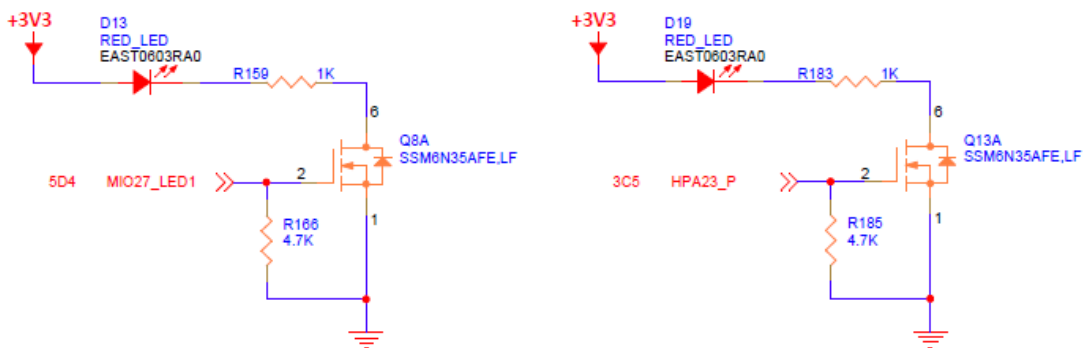 +3V3
D13
RED_LED
EAST0603RA0
R159 1K
6
Q8A
SSM6N35AFE,LF
5D4 MIO27_LED1
2
1
R166
4.7K
+3V3
D19
RED_LED
EAST0603RA0
R183 1K
6
Q13A
SSM6N35AFE,LF
3C5 HPA23_P
2
1
R185
4.7K